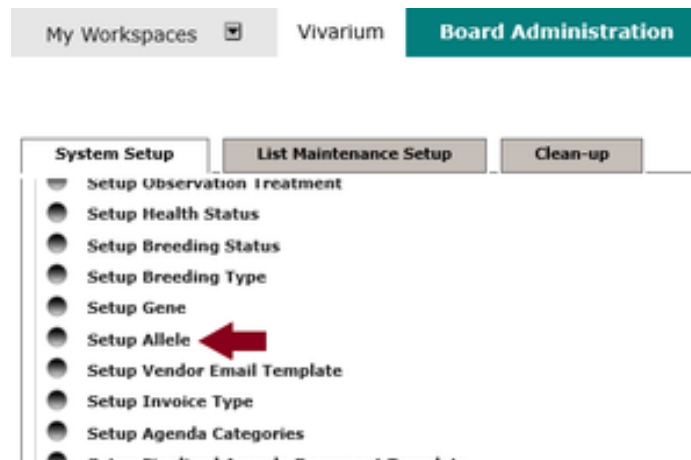 My Workspaces Vivarium Board Administration
System Setup List Maintenance Setup Clean-up
Setup Observation Treatment
Setup Health Status
Setup Breeding Status
Setup Breeding Type
Setup Gene
Setup Allele
Setup Vendor Email Template
Setup Invoice Type
Setup Agenda Categories